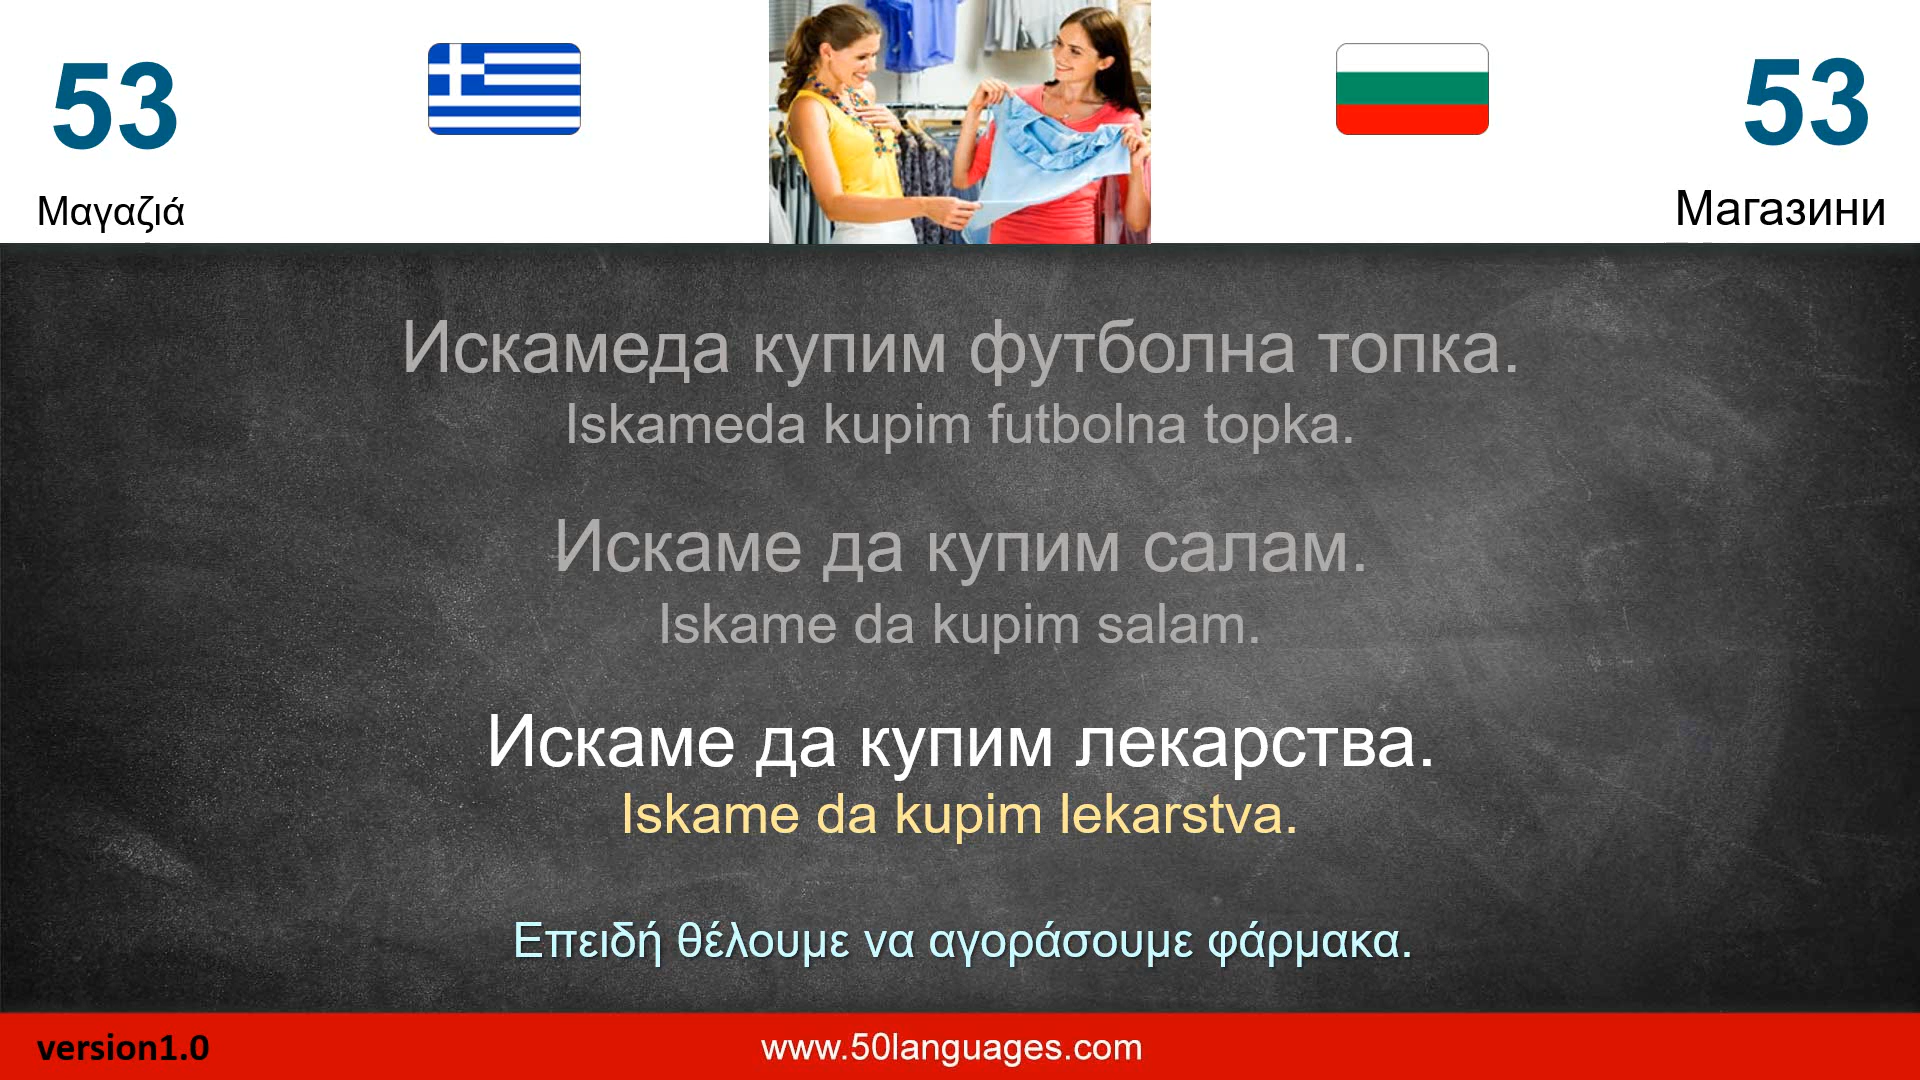 53
53
Μαγαζιά
Магазини
Искамеда купим футболна топка.
Iskameda kupim futbolna topka.
Искаме да купим салам.
Iskame da kupim salam.
Искаме да купим лекарства.
Iskame da kupim lekarstva.
Επειδή θέλουμε να αγοράσουμε φάρμακα.
version1.0
www.50languages.com